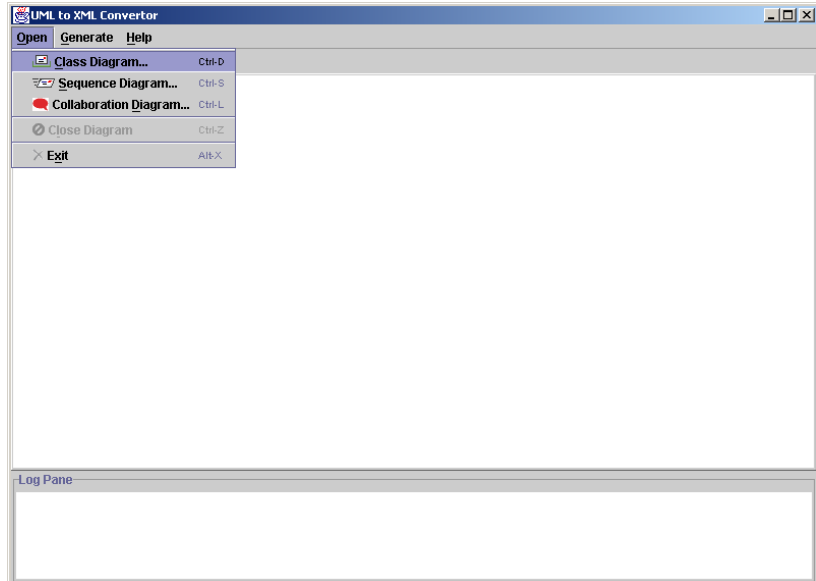 UML to XML Convertor
Open Generate Help
Class Diagram... Ctrl-D
Sequence Diagram... Ctrl-S
Collaboration Diagram... Ctrl-L
Close Diagram Ctrl-Z
Exit Alt-X
Log Pane